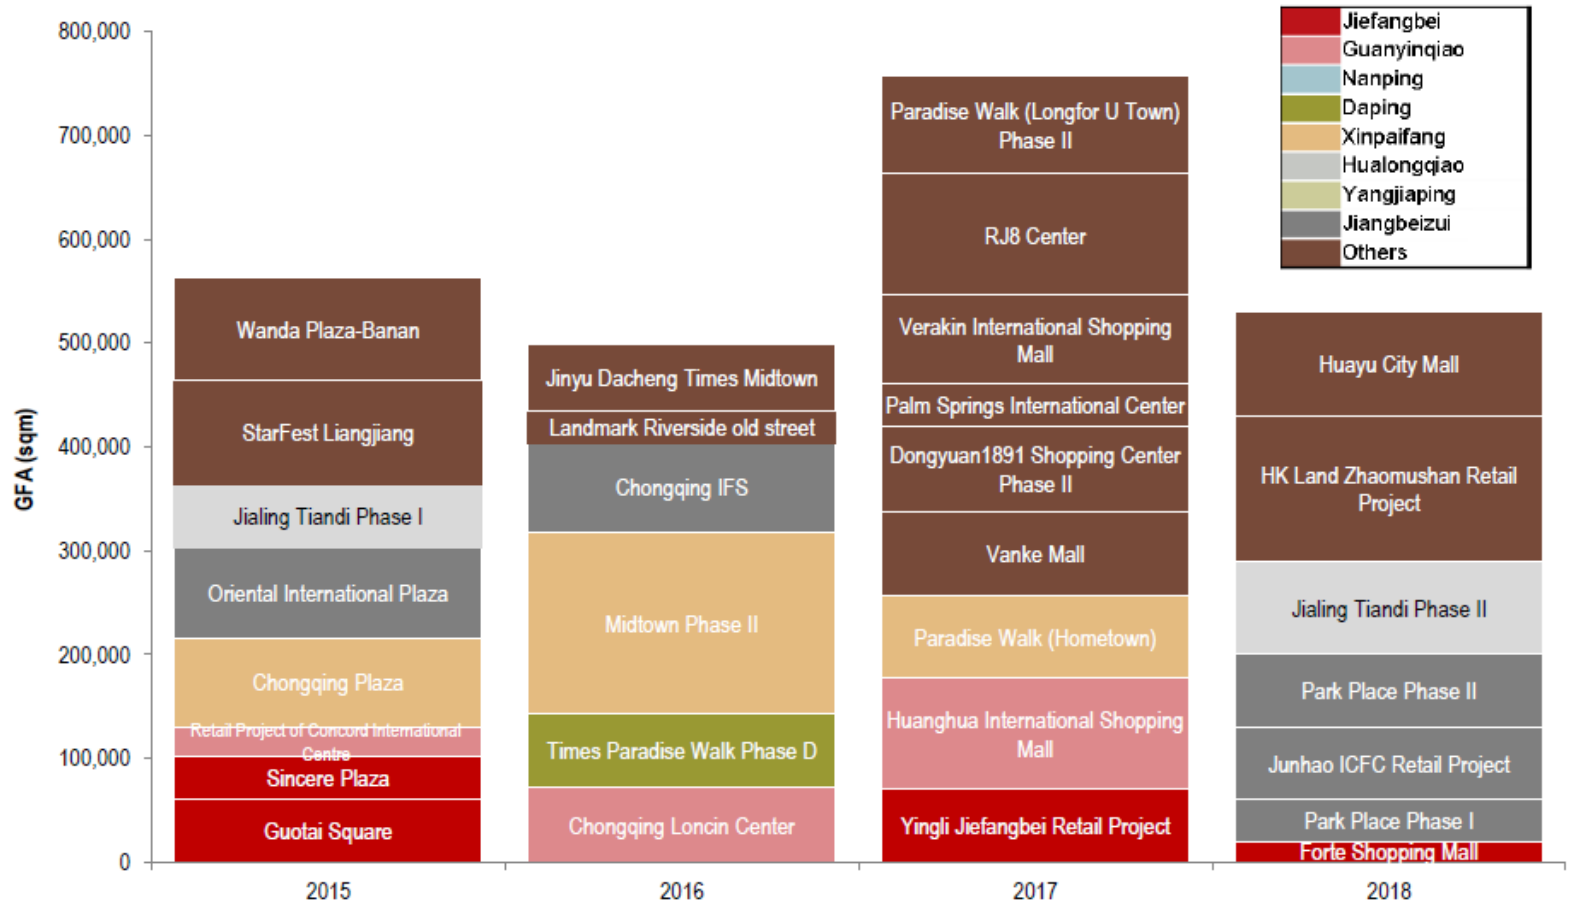 800,000
700,000
600,000
500,000
400,000
300,000
200,000
100,000
0
GFA (sqm)
Wanda Plaza-Banan
StarFest Liangjiang
Jialing Tiandi Phase I
Oriental International Plaza
Chongqing Plaza
Retail Project of Concord International
Centre
Sincere Plaza
Guotai Square
2015
Jinyu Dacheng Times Midtown
Landmark Riverside old street
Chongqing IFS
Midtown Phase II
Times Paradise Walk Phase D
Chongqing Loncin Center
2016
Paradise Walk (Longfor U Town)
Phase II
RJ8 Center
Verakin International Shopping
Mall
Palm Springs International Center
Dongyuan1891 Shopping Center
Phase II
Vanke Mall
Paradise Walk (Hometown)
Huanghua International Shopping
Mall
Yingli Jiefangbei Retail Project
2017
Huayu City Mall
HK Land Zhaomushan Retail
Project
Jialing Tiandi Phase II
Park Place Phase II
Junhao ICFC Retail Project
Park Place Phase I
Forte Shopping Mall
2018
Jiefangbei
Guanyinqiao
Nanping
Daping
Xinpaifang
Hualongqiao
Yangjiaping
Jiangbeizui
Others